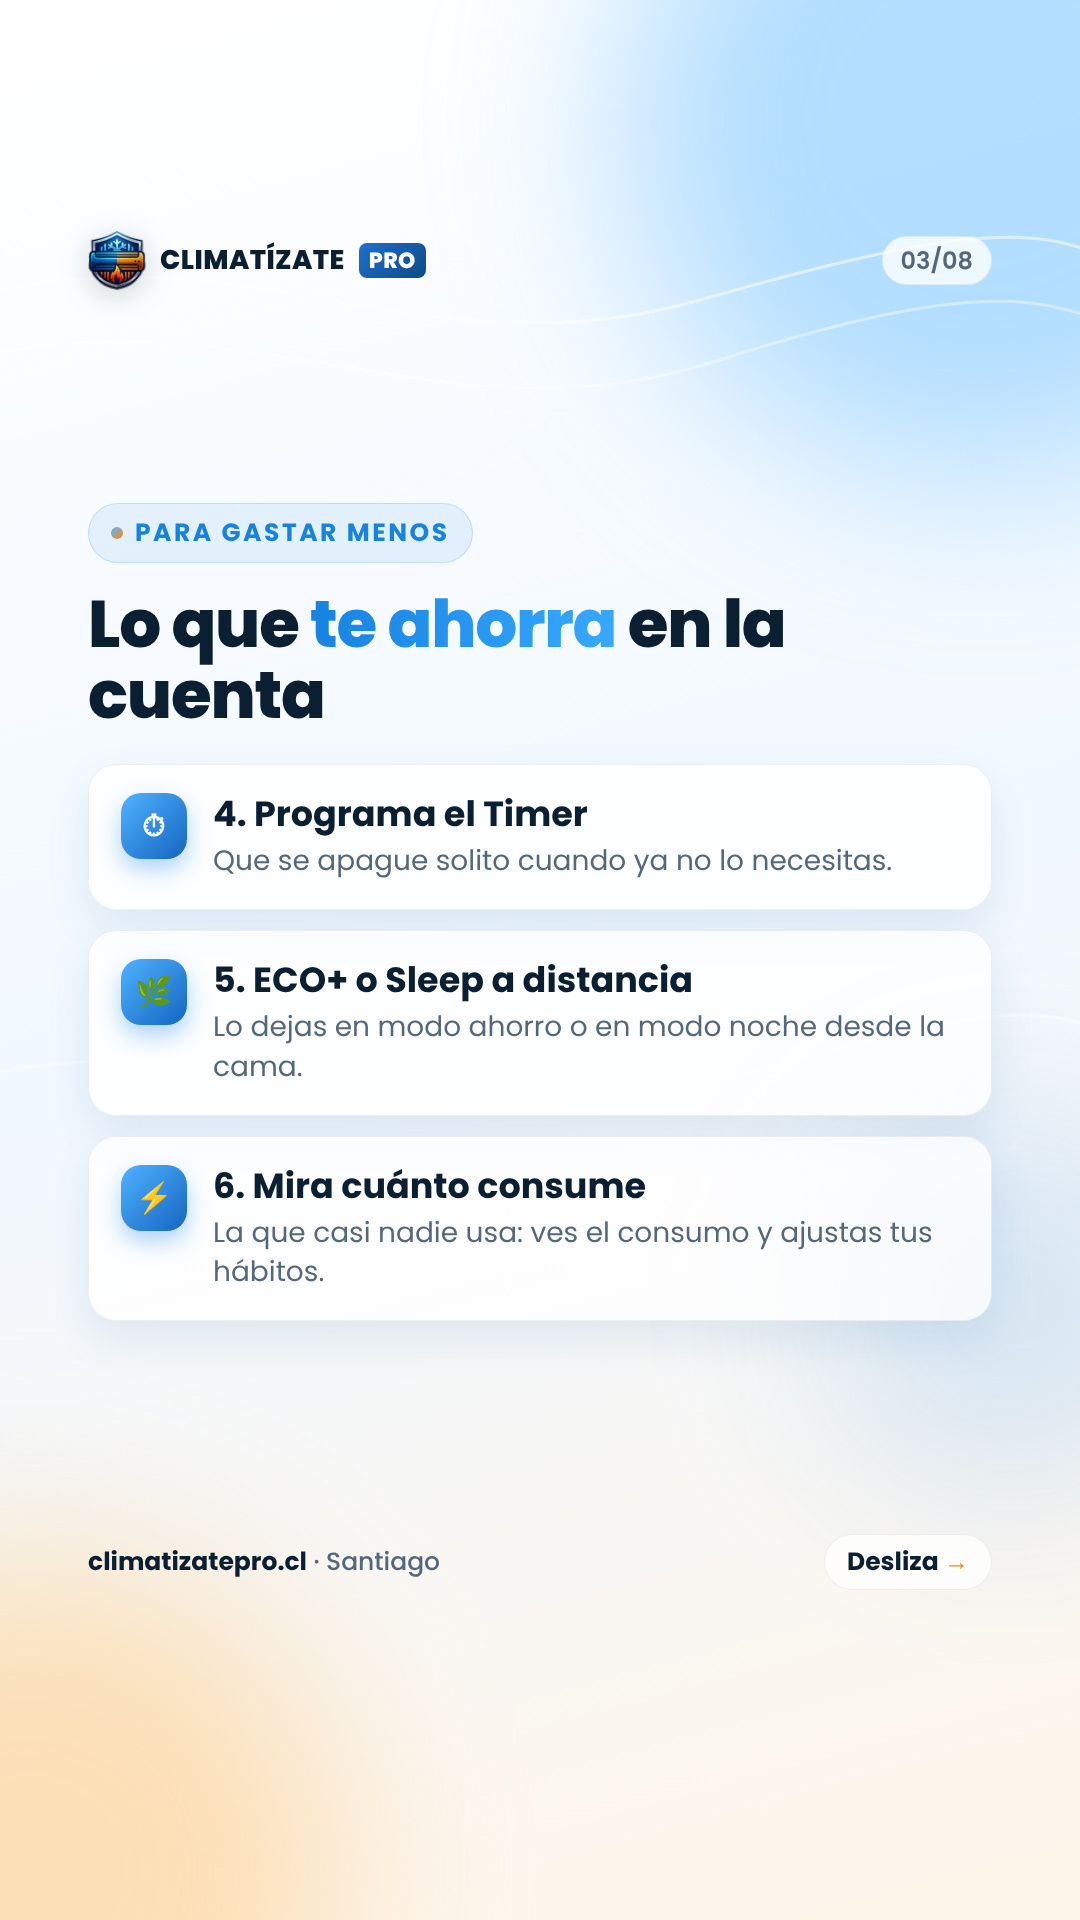 CLIMATÍZATE PRO
03/08
PARA GASTAR MENOS
Lo que te ahorra en la
cuenta
4. Programa el Timer
Que se apague solito cuando ya no lo necesitas.
5. ECO+ o Sleep a distancia
Lo dejas en modo ahorro o en modo noche desde la
cama.
6. Mira cuánto consume
La que casi nadie usa: ves el consumo y ajustas tus
hábitos.
climatizatepro.cl · Santiago
Desliza →